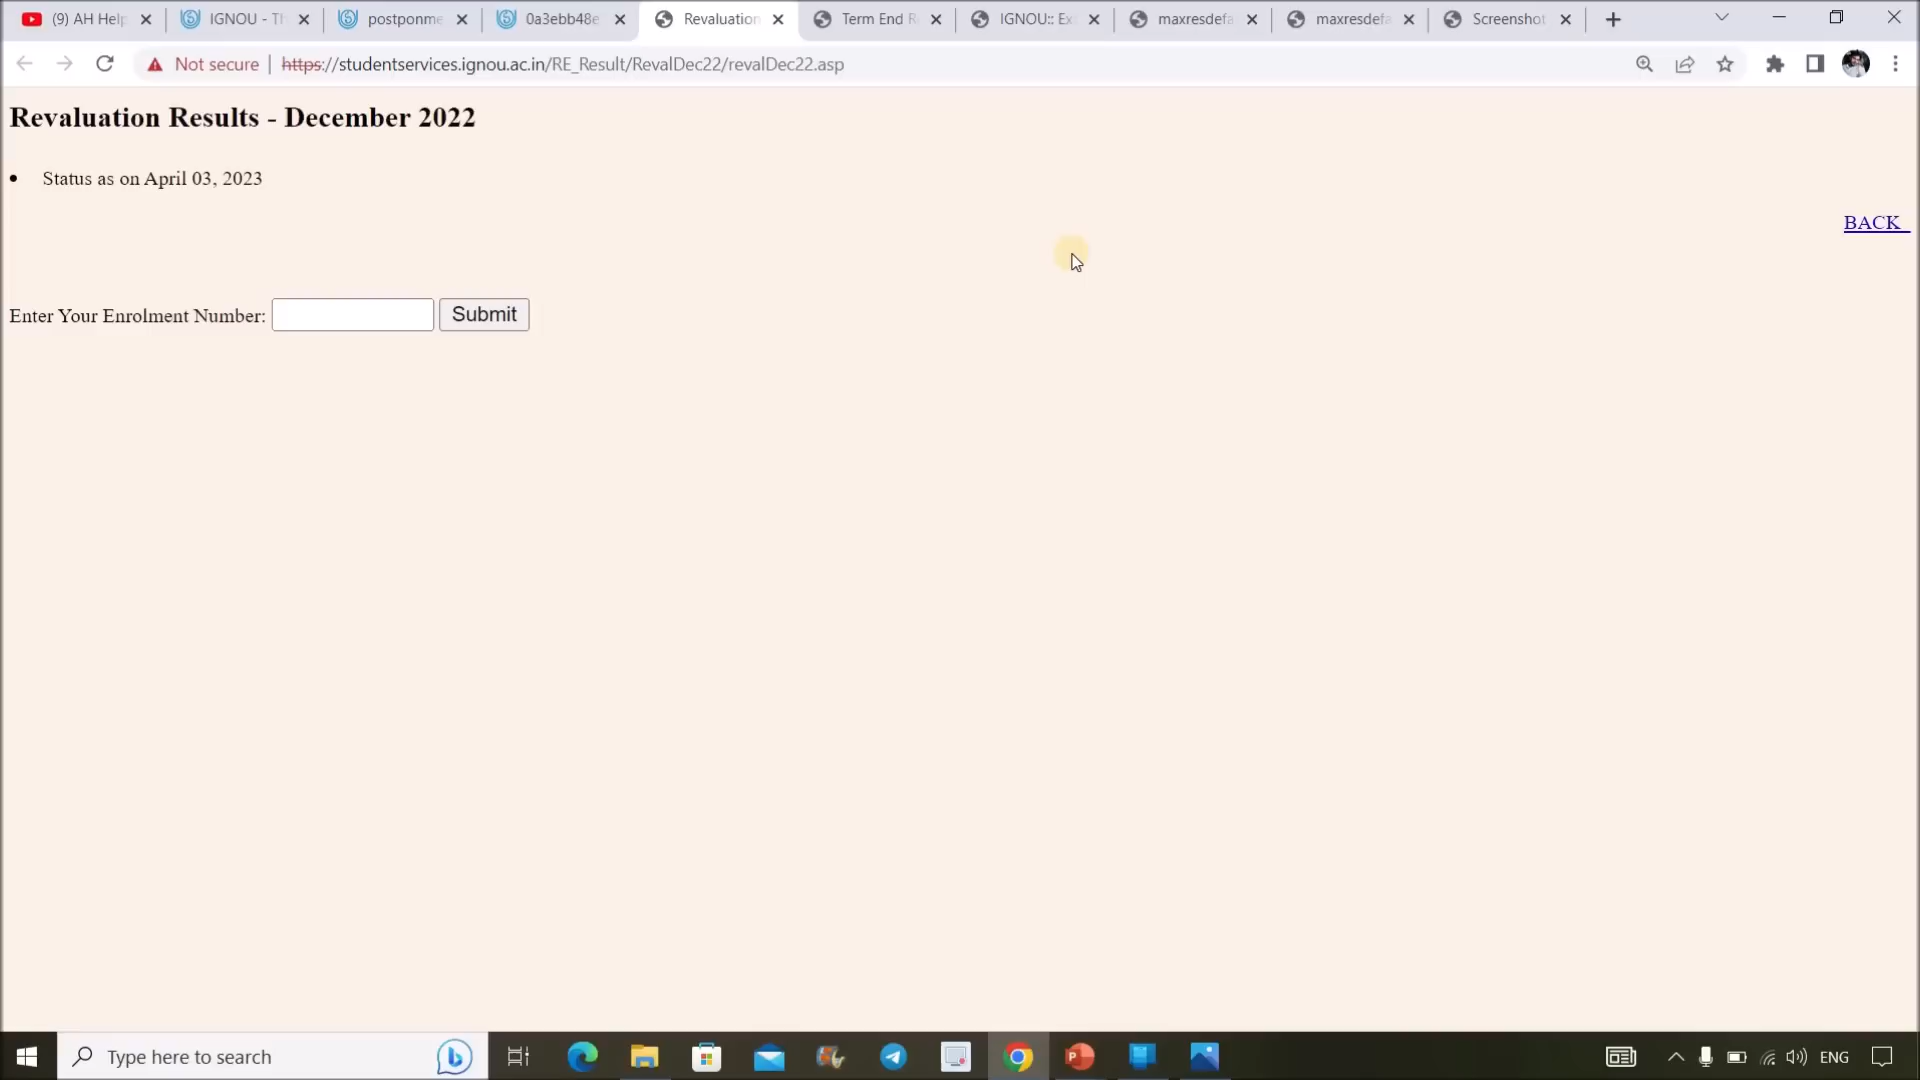 (9) AH Help
IGNOU - Th
postponme
0a3ebb48e
Revaluation
Term End R
IGNOU:: Ex
maxresdefa
maxresdefa
Screenshot
Not secure
https://studentservices.ignou.ac.in/RE_Result/RevalDec22/revalDec22.asp
Revaluation Results - December 2022
Status as on April 03, 2023
BACK
Enter Your Enrolment Number:
Submit
Type here to search
ENG